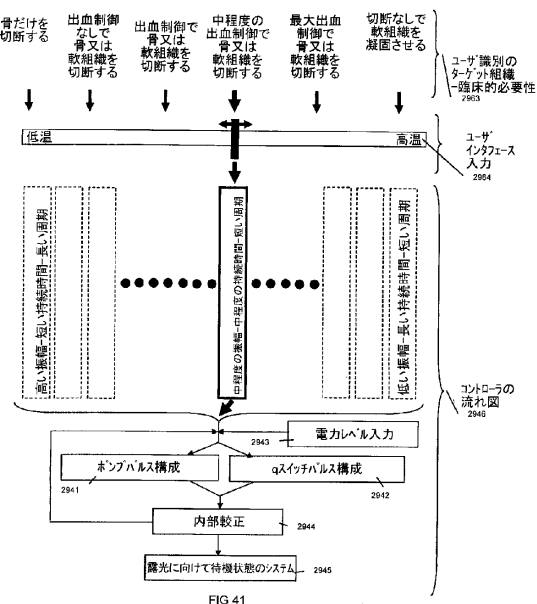 骨だけを
切断する
出血制御
なしで
骨又は
軟組織を
切断する
出血制御で
骨又は
軟組織を
切断する
中程度の
出血制御で
骨又は
軟組織を
切断する
最大出血
制御で
骨又は
軟組織を
切断する
切断なしで
軟組織を
凝固させる
ユーザ識別の
ターゲット組織
-臨床的必要性
2963
低温
高温
ユーザ
インタフェース
入力
2964
高い振幅-短い持続時間-長い周期
中程度の振幅-中程度の持続時間-短い周期
低い振幅-長い持続時間-短い周期
コントローラの
流れ図
2946
2943
電力レベル入力
ポンプパルス構成
2941
qスイッチパルス構成
2942
内部較正
2944
露光に向けて待機状態のシステム
2945
FIG 41